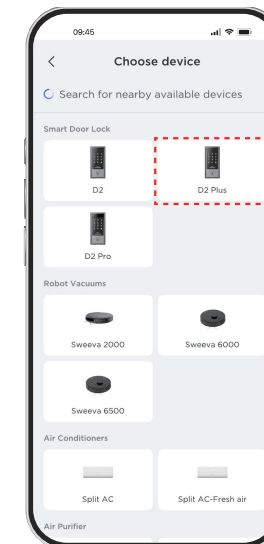 09:45
Choose device
Search for nearby available devices
Smart Door Lock
D2
D2 Plus
D2 Pro
Robot Vacuums
Sweeva 2000
Sweeva 6000
Sweeva 6500
Air Conditioners
Split AC
Split AC-Fresh air
Air Purifier